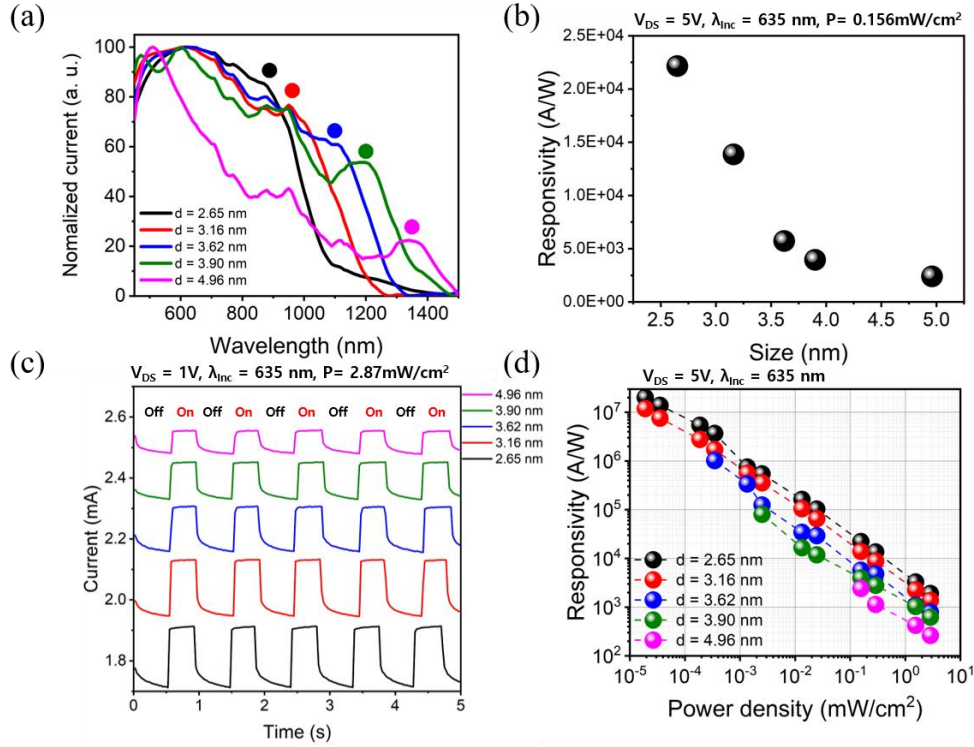 (a)
Nomalized current (a. u.)
100
80
60
40
20
0
d = 2.65 nm
d = 3.16 nm
d = 3.62 nm
d = 3.90 nm
d = 4.96 nm
600 800 1000 1200 1400
Wavelength (nm)
(b)
V_DS = 5V, λ_Inc = 635 nm, P= 0.156mW/cm²
Responsivity (A/W)
2.5E+04
2.0E+04
1.5E+04
1.0E+04
5.0E+03
0.0E+00
2.5 3.0 3.5 4.0 4.5 5.0
Size (nm)
(c)
V_DS = 1V, λ_Inc = 635 nm, P= 2.87mW/cm²
Current (mA)
2.6
2.4
2.2
2.0
1.8
Off On Off On Off On Off On Off On
4.96 nm
3.90 nm
3.62 nm
3.16 nm
2.65 nm
0 1 2 3 4 5
Time (s)
(d)
V_DS = 5V, λ_Inc = 635 nm
Responsivity (A/W)
10⁷
10⁶
10⁵
10⁴
10³
10²
d = 2.65 nm
d = 3.16 nm
d = 3.62 nm
d = 3.90 nm
d = 4.96 nm
10⁻⁵ 10⁻⁴ 10⁻³ 10⁻² 10⁻¹ 10⁰ 10¹
Power density (mW/cm²)